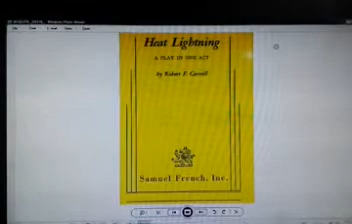 Heat Lightning
A PLAY IN ONE ACT
by Robert F. Carroll
Samuel French, Inc.